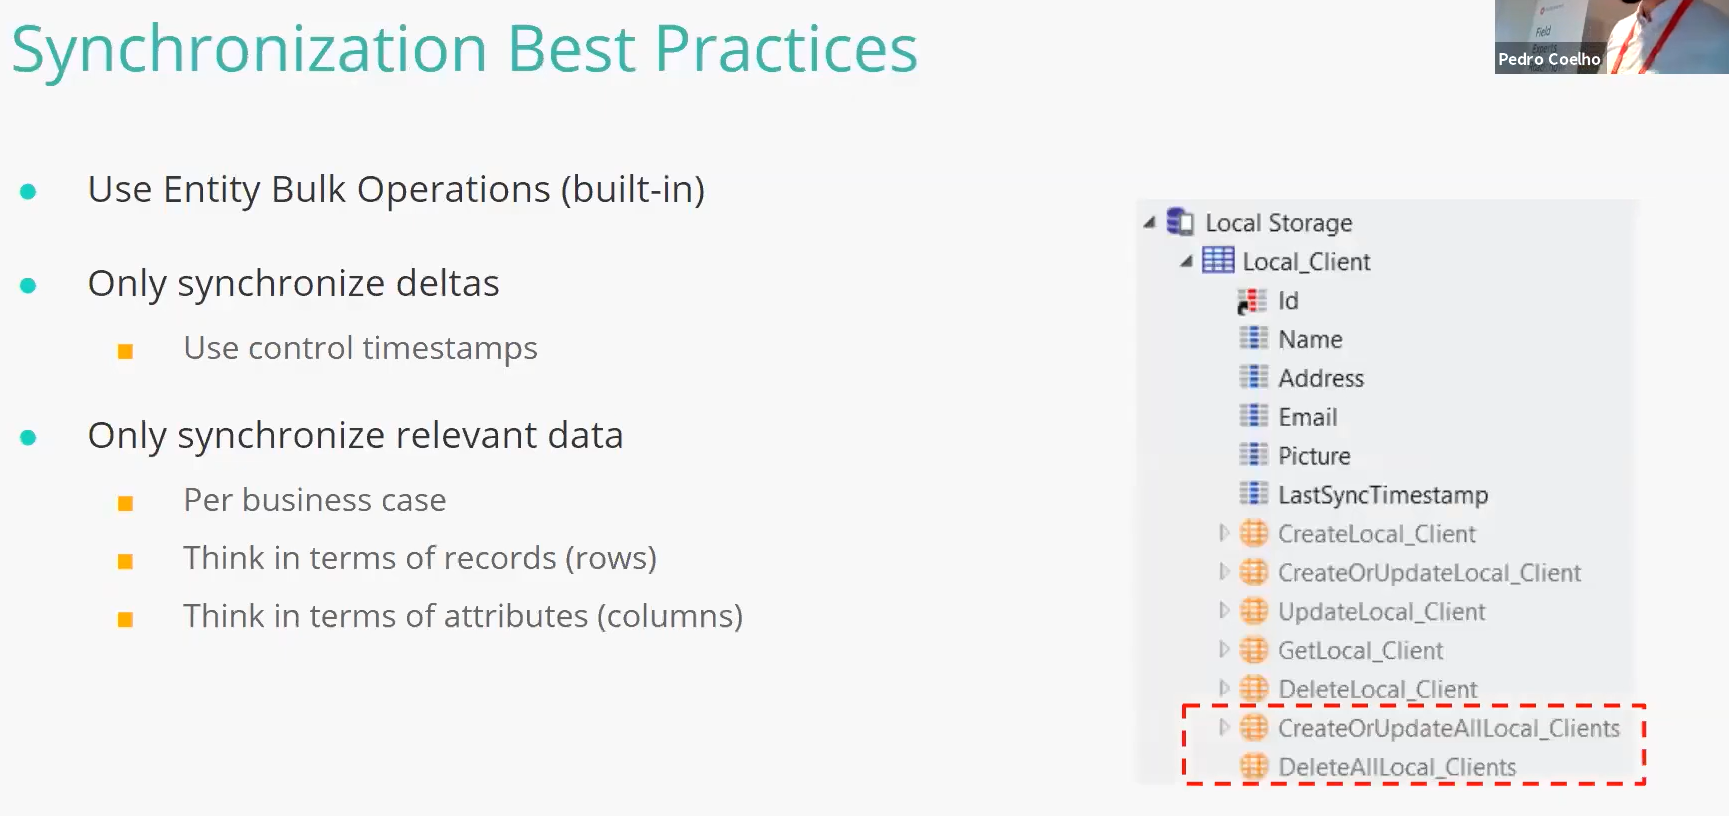 Synchronization Best Practices
Field
Experts
Pedro Coelho
Use Entity Bulk Operations (built-in)
Only synchronize deltas
Use control timestamps
Only synchronize relevant data
Per business case
Think in terms of records (rows)
Think in terms of attributes (columns)
Local Storage
Local_Client
Id
Name
Address
Email
Picture
LastSyncTimestamp
CreateLocal_Client
CreateOrUpdateLocal_Client
UpdateLocal_Client
GetLocal_Client
DeleteLocal_Client
CreateOrUpdateAllLocal_Clients
DeleteAllLocal_Clients